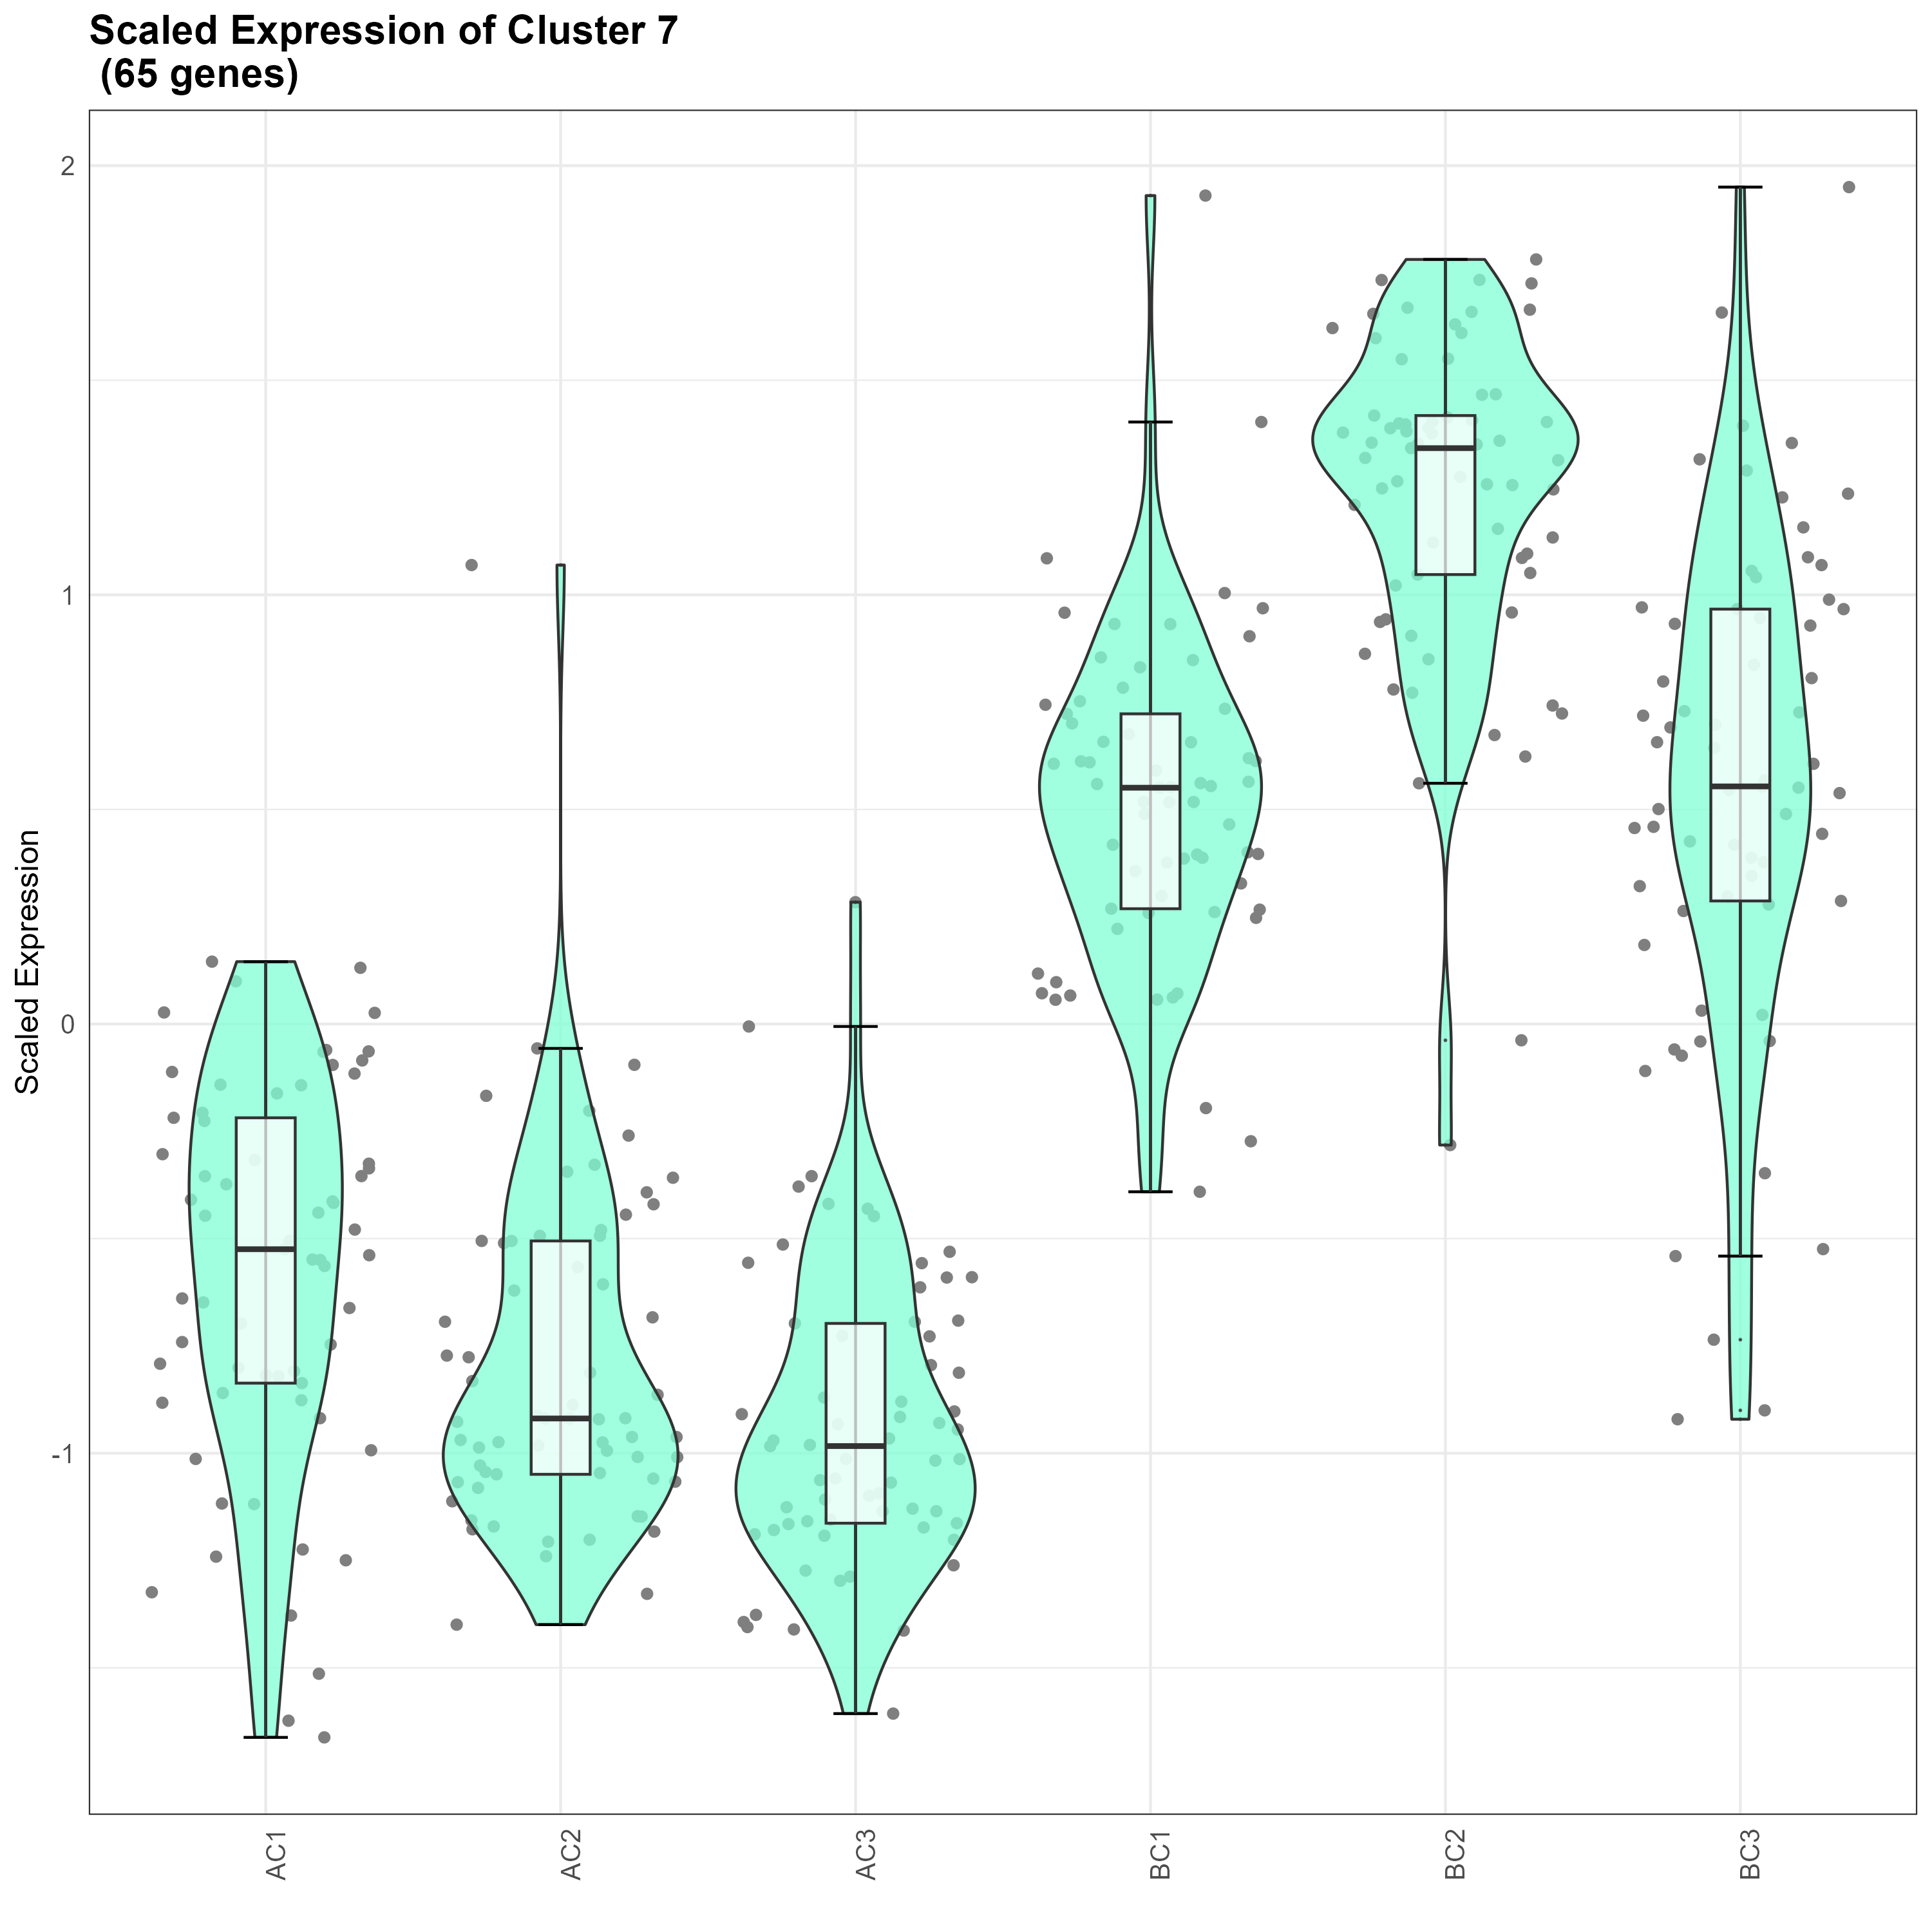 Scaled Expression of Cluster 7
(65 genes)
2
1
0
-1
Scaled Expression
AC1
AC2
AC3
BC1
BC2
BC3